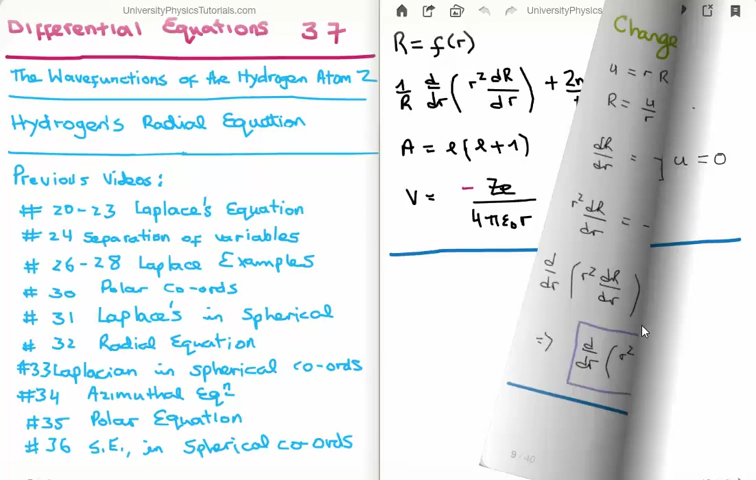 UniversityPhysicsTutorials.com
Differential Equations 37
The Wavefunctions of the Hydrogen Atom 2
Hydrogen's Radial Equation
Previous Videos:
# 20-23 Laplace's Equation
# 24 Separation of variables
# 26-28 Laplace Examples
# 30 Polar co-ords
# 31 Laplace's in Spherical
# 32 Radial Equation
#33 Laplacian in spherical co-ords
#34 Azimuthal Eqⁿ
#35 Polar Equation
# 36 S.E., in Spherical co-ords
UniversityPhysicsTutorials.
R = f(r)
1/R d/dr (r² dR/dr) + 2m
A = ℓ(ℓ+1)
V = - Ze / 4πε₀r
Change
u = r R
R = u/r
dR/dr =
] u = 0
r² dR/dr = -
d/dr (r² dR/dr)
=> d/dr (r²
9 / 40